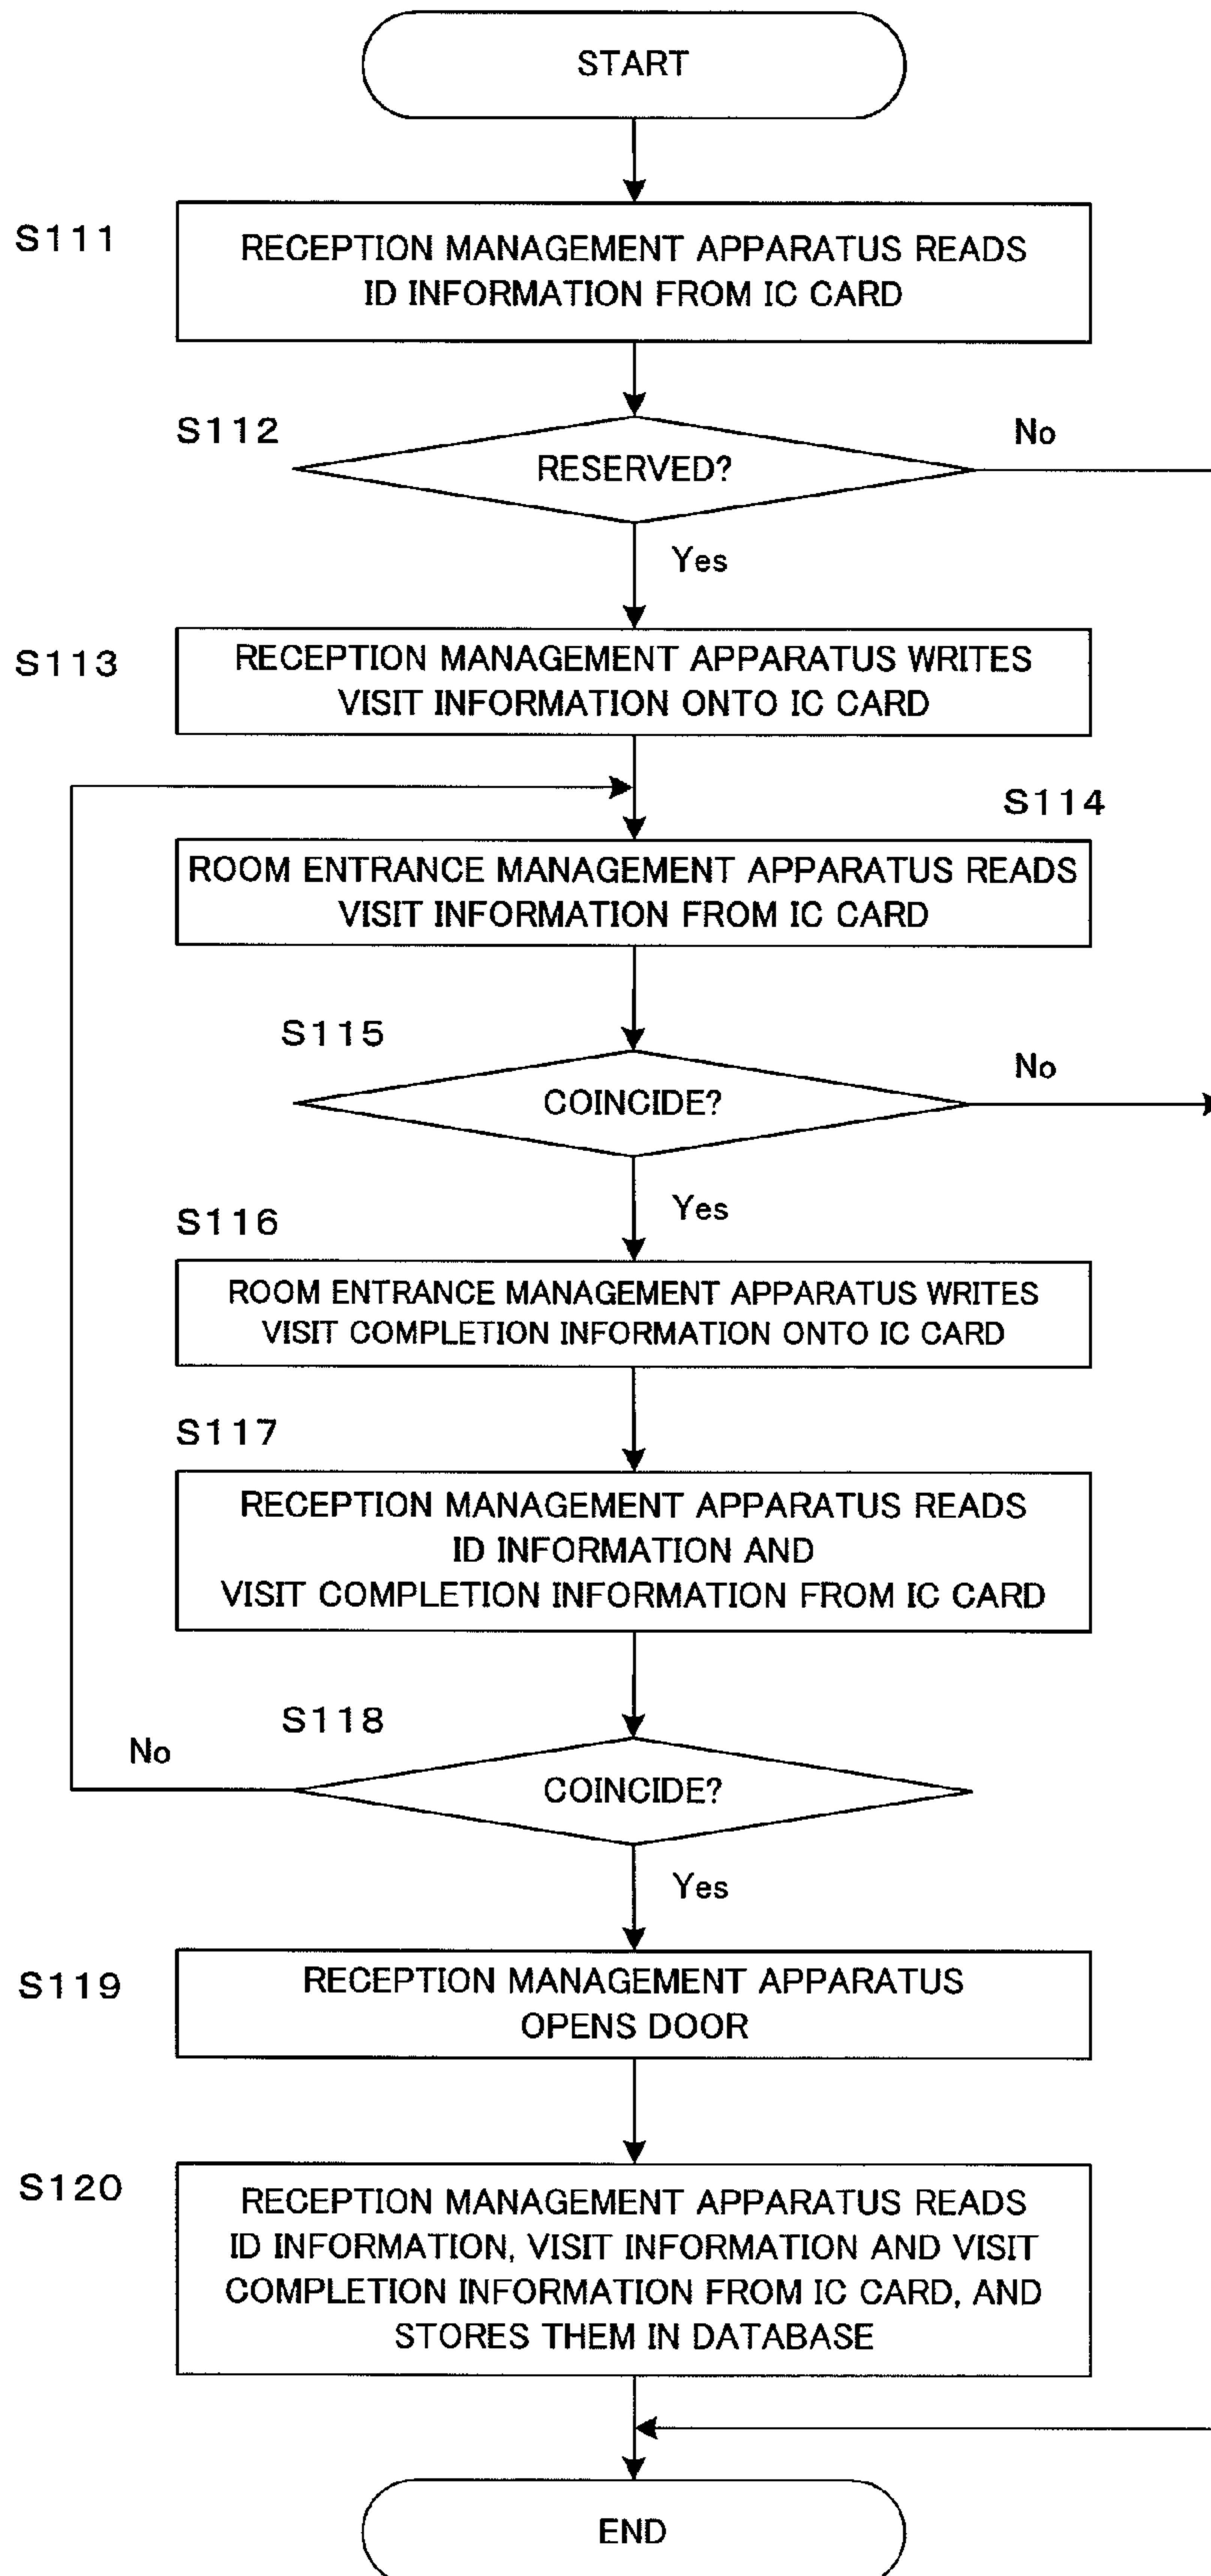 START
S111
RECEPTION MANAGEMENT APPARATUS READS
ID INFORMATION FROM IC CARD
S112
No
RESERVED?
Yes
S113
RECEPTION MANAGEMENT APPARATUS WRITES
VISIT INFORMATION ONTO IC CARD
S114
ROOM ENTRANCE MANAGEMENT APPARATUS READS
VISIT INFORMATION FROM IC CARD
S115
No
COINCIDE?
Yes
S116
ROOM ENTRANCE MANAGEMENT APPARATUS WRITES
VISIT COMPLETION INFORMATION ONTO IC CARD
S117
RECEPTION MANAGEMENT APPARATUS READS
ID INFORMATION AND
VISIT COMPLETION INFORMATION FROM IC CARD
S118
No
COINCIDE?
Yes
S119
RECEPTION MANAGEMENT APPARATUS
OPENS DOOR
S120
RECEPTION MANAGEMENT APPARATUS READS
ID INFORMATION, VISIT INFORMATION AND VISIT
COMPLETION INFORMATION FROM IC CARD, AND
STORES THEM IN DATABASE
END